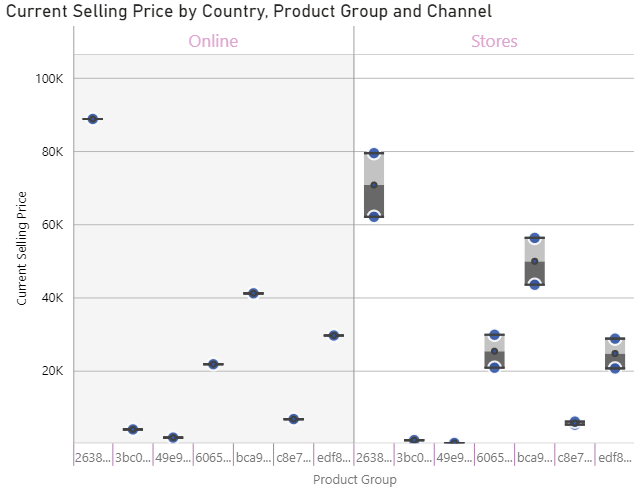 Current Selling Price by Country, Product Group and Channel
Online
Stores
100K
80K
60K
40K
20K
Current Selling Price
2638... 3bc0... 49e9... 6065... bca9... c8e7... edf8... 2638... 3bc0... 49e9... 6065... bca9... c8e7... edf8...
Product Group